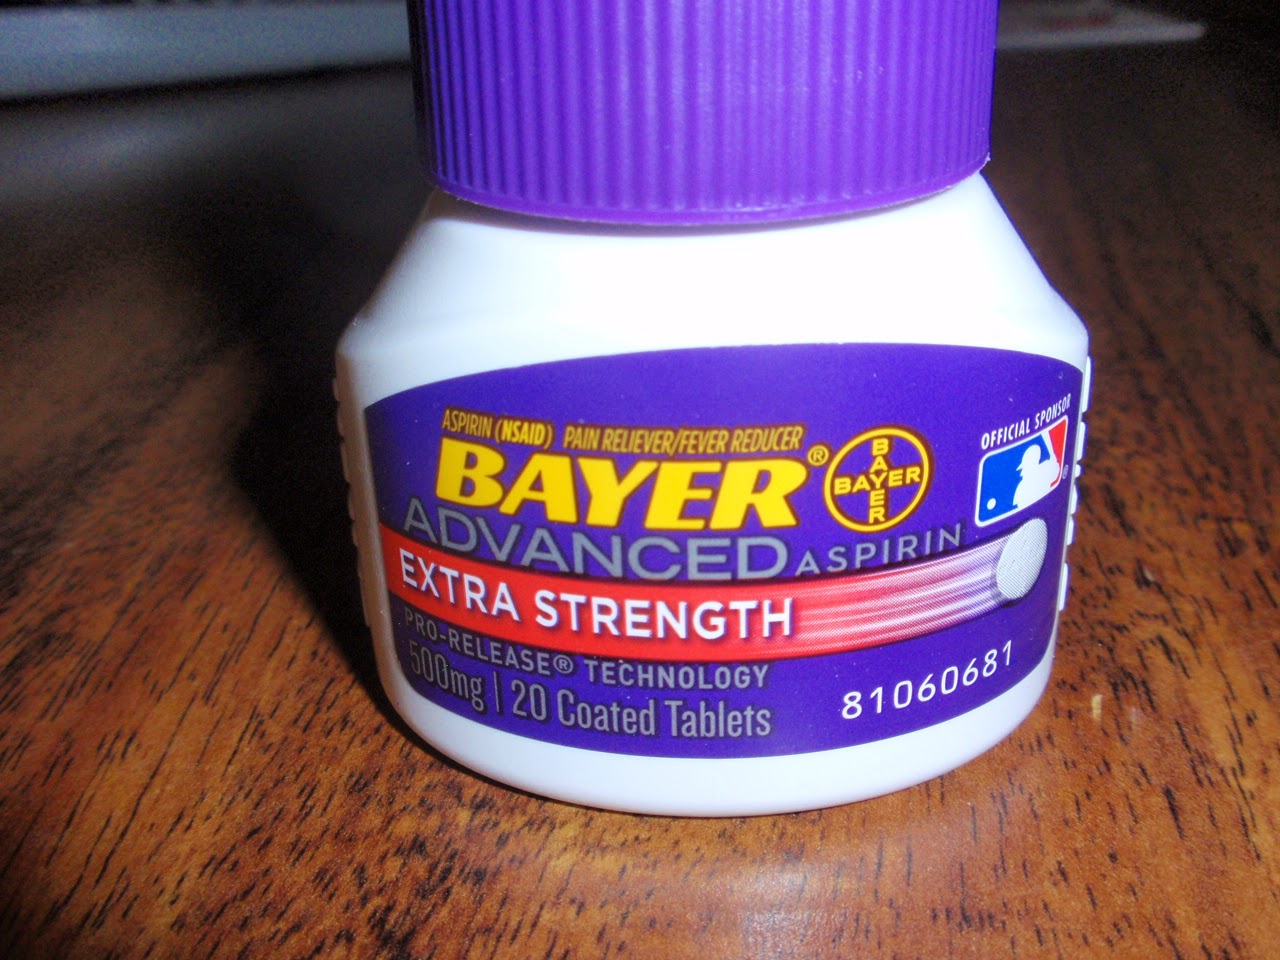 OFFICIAL SPONSOR
®
ASPIRIN (NSAID) PAIN RELIEVER/FEVER REDUCER
BAYER®
BAYER
BAYER
ADVANCED ASPIRIN
EXTRA STRENGTH
PRO-RELEASE® TECHNOLOGY
500mg | 20 Coated Tablets
81060681